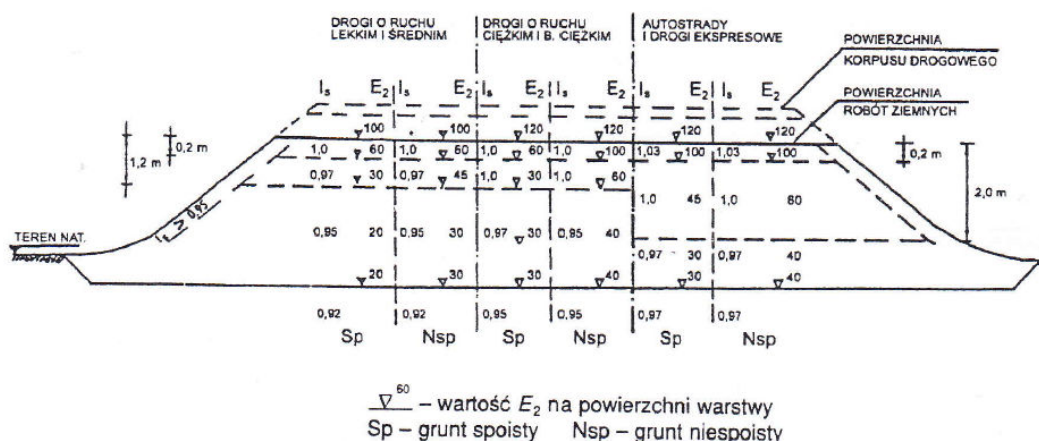 DROGI O RUCHU
LEKKIM I ŚREDNIM
DROGI O RUCHU
CIĘŻKIM I B. CIĘŻKIM
AUTOSTRADY
I DROGI EKSPRESOWE
POWIERZCHNIA
KORPUSU DROGOWEGO
POWIERZCHNIA
ROBÓT ZIEMNYCH
Is E2 Is E2 Is E2 Is E2 Is E2 Is E2
100 100 120 120 120 120
1,0 60 1,0 60 1,0 60 1,0 100 1,03 100 1,03 100
0,97 30 0,97 45 1,0 30 1,0 60
1,0 45 1,0 60
0,95 20 0,95 30 0,97 30 0,95 40
0,97 30 0,97 40
20 30 30 40 30 40
0,92 0,92 0,95 0,95 0,97 0,97
Sp Nsp Sp Nsp Sp Nsp
1,2 m
0,2 m
0,2 m
2,0 m
Is ≥ 0,95
TEREN NAT.
60 – wartość E2 na powierzchni warstwy
Sp – grunt spoisty Nsp – grunt niespoisty